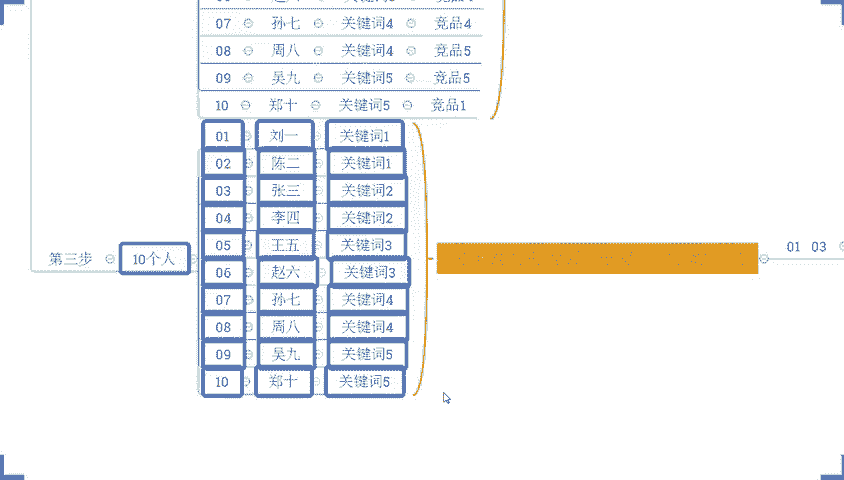 07 孙七 关键词4 竞品4
08 周八 关键词4 竞品5
09 吴九 关键词5 竞品5
10 郑十 关键词5 竞品1
01 刘一 关键词1
02 陈二 关键词1
03 张三 关键词2
04 李四 关键词2
05 王五 关键词3
第三步 10个人 01 03
06 赵六 关键词3
07 孙七 关键词4
08 周八 关键词4
09 吴九 关键词5
10 郑十 关键词5